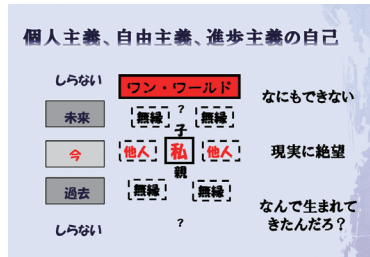 個人主義、自由主義、進歩主義の自己
しらない
ワン・ワールド
なにもできない
未来
無縁
?
無縁
子
今
他人
私
他人
現実に絶望
親
過去
無縁
無縁
なんで生まれて
きたんだろ？
しらない
?